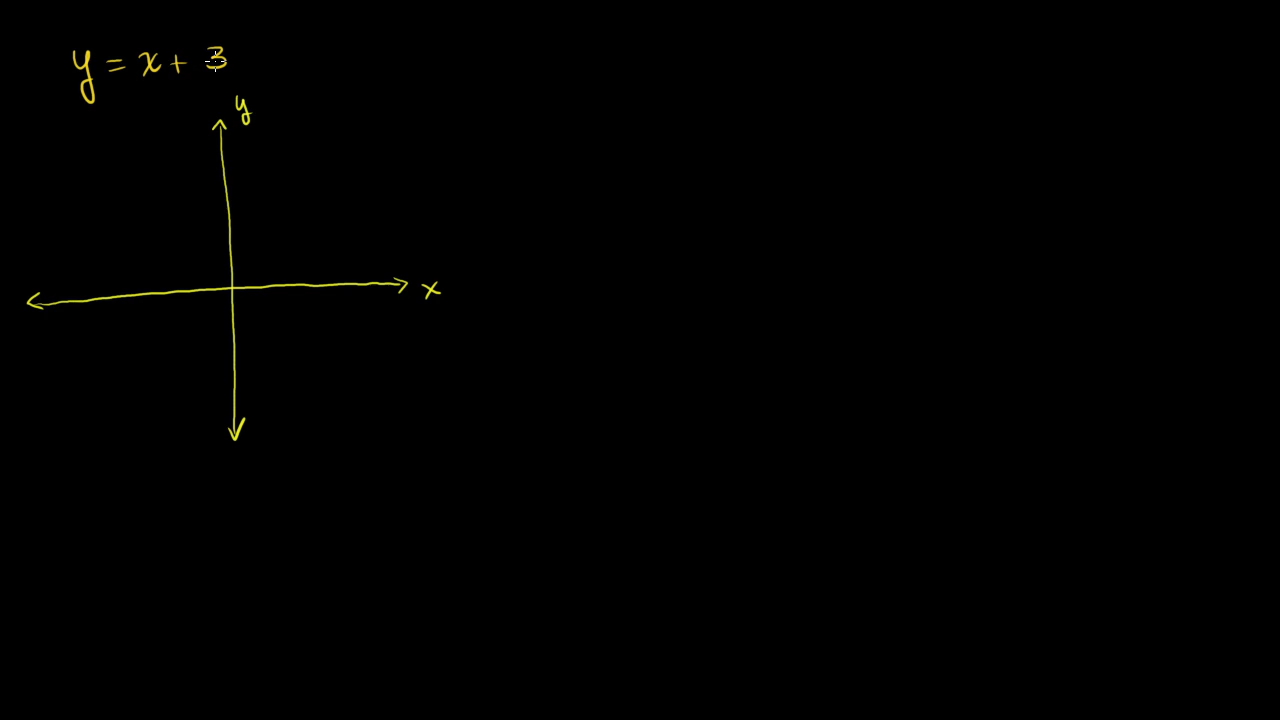 y = x + 3
y
x